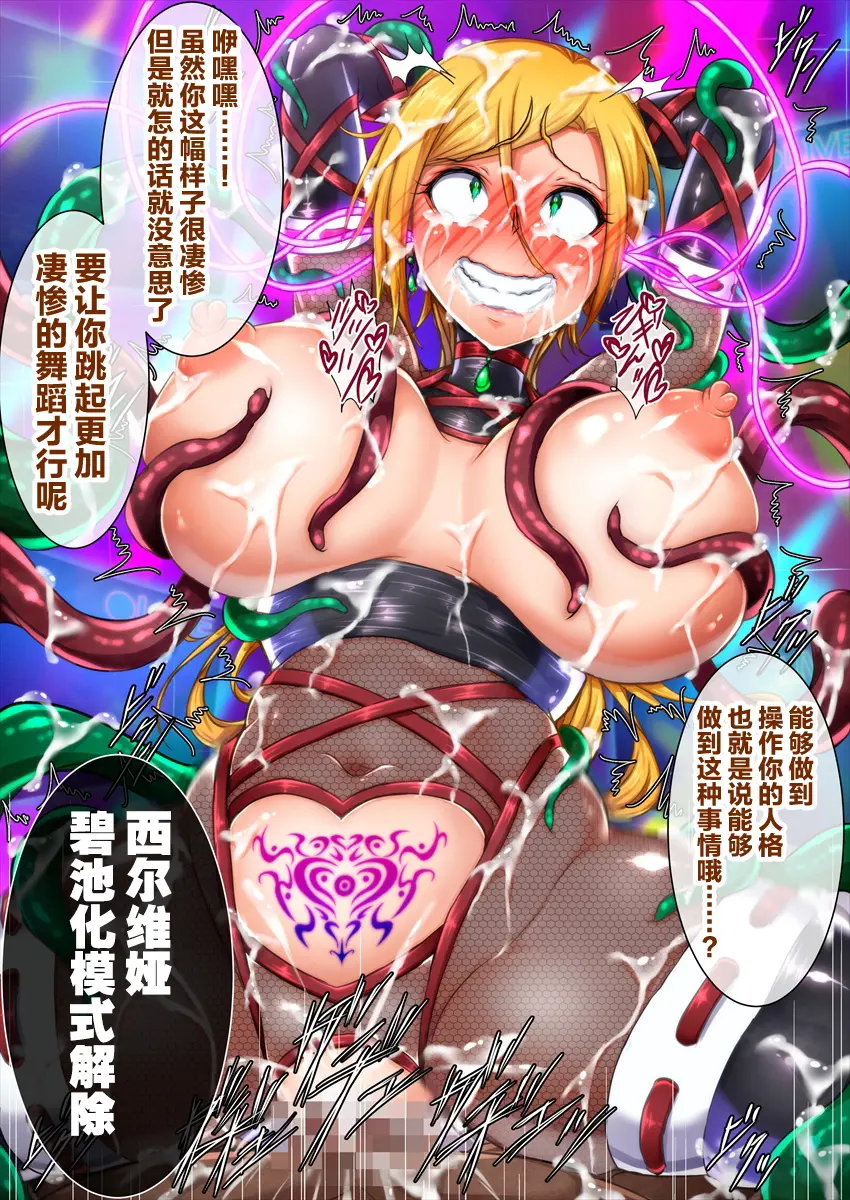 咿嘿嘿……!
虽然你这幅样子很凄惨
但是就怎的话就没意思了
要让你跳起更加
凄惨的舞蹈才行呢
能够做到
操作你的人格
也就是说能够
做到这种事情哦……?
西尔维娅
碧池化模式解除
ビクッ